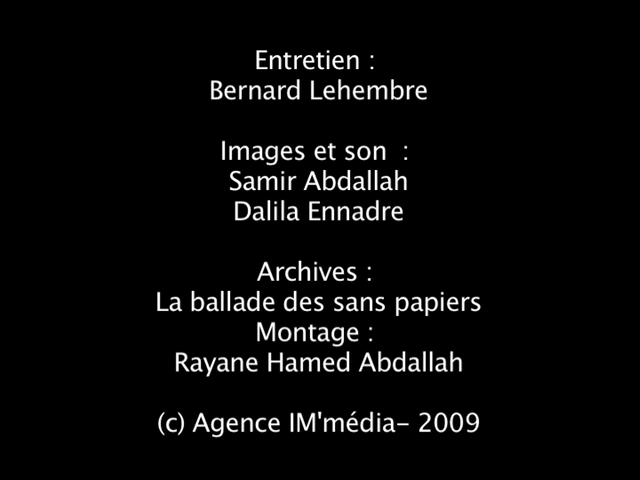 Entretien :
Bernard Lehembre
Images et son  :
Samir Abdallah
Dalila Ennadre
Archives :
La ballade des sans papiers
Montage :
Rayane Hamed Abdallah
(c) Agence IM'média- 2009